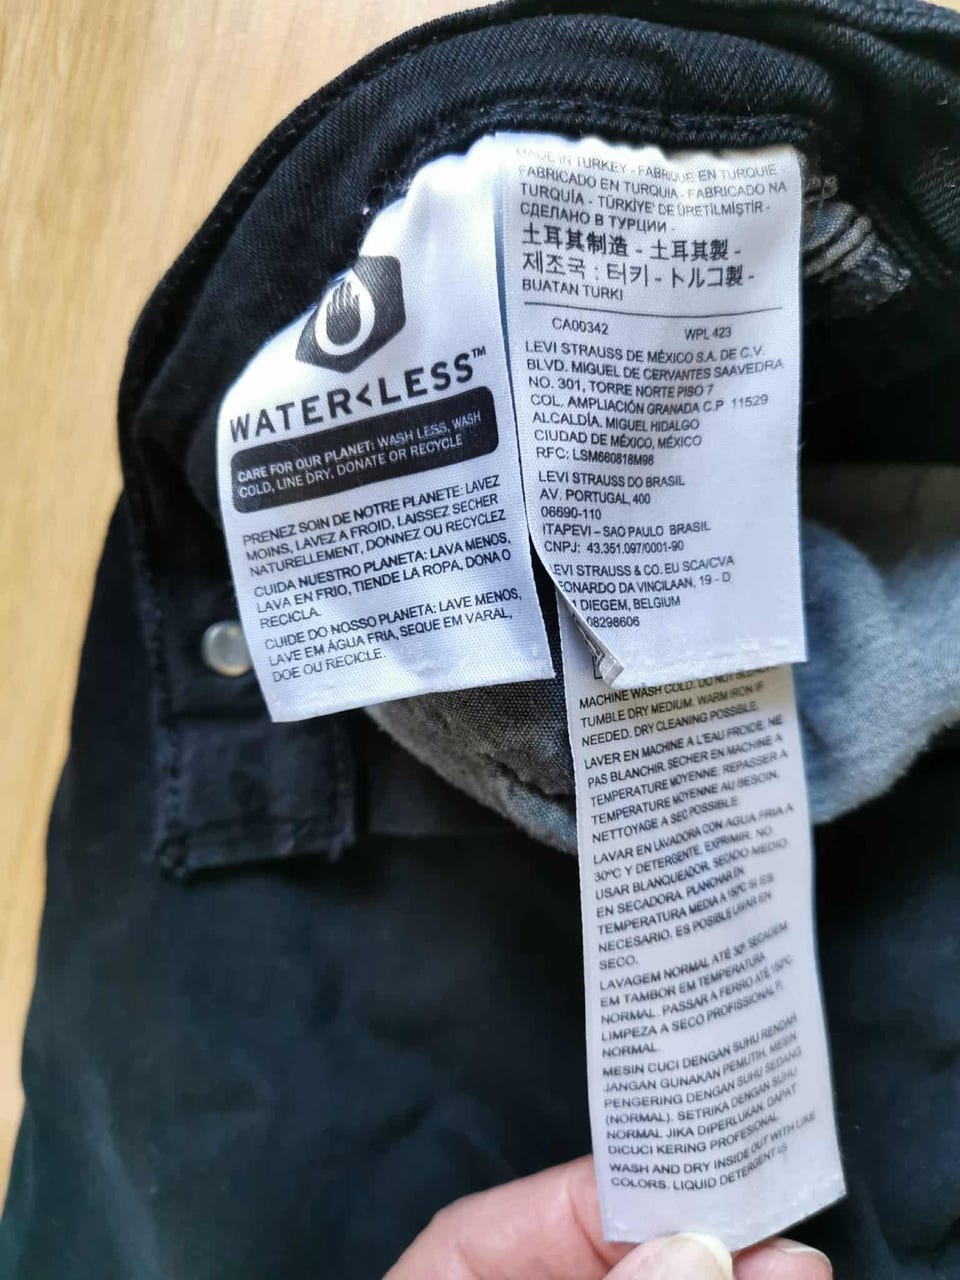 WATER<LESS™
CARE FOR OUR PLANET: WASH LESS, WASH
COLD, LINE DRY, DONATE OR RECYCLE
PRENEZ SOIN DE NOTRE PLANETE: LAVEZ
MOINS, LAVEZ A FROID, LAISSEZ SECHER
NATURELLEMENT, DONNEZ OU RECYCLEZ
CUIDA NUESTRO PLANETA: LAVA MENOS,
LAVA EN FRIO, TIENDE LA ROPA, DONA O
RECICLA.
CUIDE DO NOSSO PLANETA: LAVE MENOS,
LAVE EM ÁGUA FRIA, SEQUE EM VARAL,
DOE OU RECICLE.
MADE IN TURKEY - FABRIQUE EN TURQUIE
FABRICADO EN TURQUIA - FABRICADO NA
TURQUÍA - TÜRKİYE' DE ÜRETİLMİŞTİR -
СДЕЛАНО В ТУРЦИИ -
土耳其制造 - 土耳其製 -
제조국 : 터키 - トルコ製 -
BUATAN TURKI
CA00342 WPL 423
LEVI STRAUSS DE MÉXICO S.A. DE C.V.
BLVD. MIGUEL DE CERVANTES SAAVEDRA
NO. 301, TORRE NORTE PISO 7
COL. AMPLIACIÓN GRANADA C.P 11529
ALCALDÍA. MIGUEL HIDALGO
CIUDAD DE MÉXICO, MÉXICO
RFC: LSM660818M98
LEVI STRAUSS DO BRASIL
AV. PORTUGAL, 400
06690-110
ITAPEVI – SAO PAULO BRASIL
CNPJ: 43.351.097/0001-90
LEVI STRAUSS & CO. EU SCA/CVA
EONARDO DA VINCILAAN, 19 - D
1 DIEGEM, BELGIUM
08298606
MACHINE WASH COLD. DO NOT
TUMBLE DRY MEDIUM. WARM IRON IF
NEEDED. DRY CLEANING POSSIBLE.
LAVER EN MACHINE A L'EAU FROIDE. NE
PAS BLANCHIR. SECHER EN MACHINE A
TEMPERATURE MOYENNE. REPASSER A
TEMPERATURE MOYENNE AU BESOIN.
NETTOYAGE A SEC POSSIBLE.
LAVAR EN LAVADORA CON AGUA FRIA A
30ºC Y DETERGENTE, EXPRIMIR. NO
USAR BLANQUEADOR. SECADO MEDIO
EN SECADORA. PLANCHAR EN
TEMPERATURA MEDIA A 150ºC SI ES
NECESARIO. ES POSIBLE LAVAR EN
SECO.
LAVAGEM NORMAL ATÉ 30º. SECAGEM
EM TAMBOR EM TEMPERATURA
NORMAL. PASSAR A FERRO ATÉ 150ºC.
LIMPEZA A SECO PROFISSIONAL P,
NORMAL.
MESIN CUCI DENGAN SUHU RENDAH
JANGAN GUNAKAN PEMUTIH. MESIN
PENGERING DENGAN SUHU SEDANG
(NORMAL). SETRIKA DENGAN SUHU
NORMAL JIKA DIPERLUKAN. DAPAT
DICUCI KERING PROFESIONAL
WASH AND DRY INSIDE OUT WITH LIKE
COLORS. LIQUID DETERGENT IS